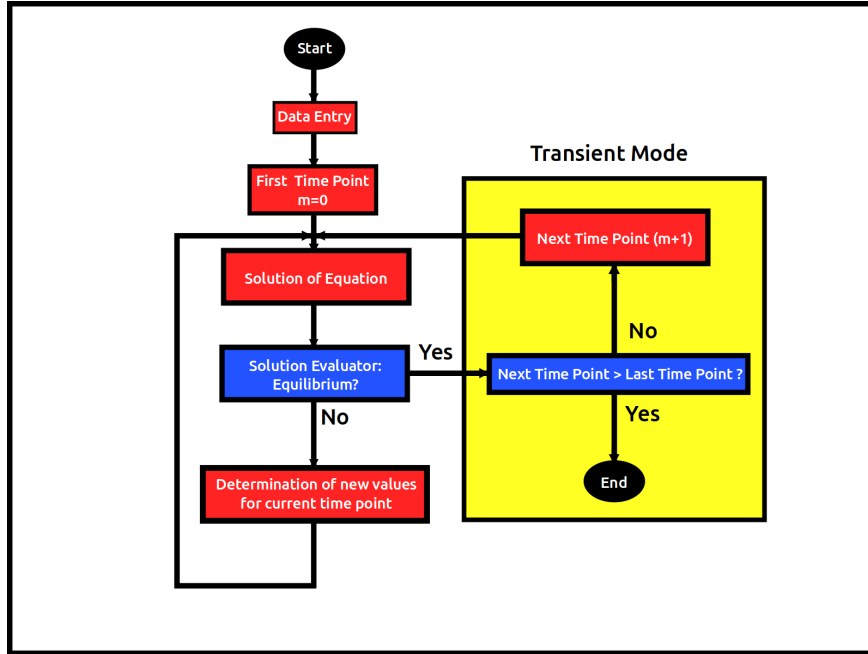 Start
Data Entry
First Time Point
m=0
Solution of Equation
Solution Evaluator:
Equilibrium?
Yes
No
Determination of new values
for current time point
Transient Mode
Next Time Point (m+1)
No
Next Time Point > Last Time Point ?
Yes
End